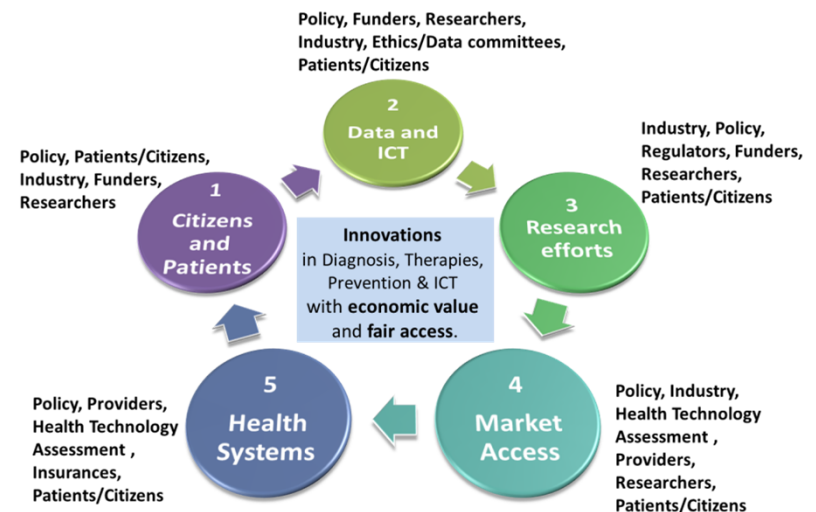 Policy, Funders, Researchers,
Industry, Ethics/Data committees,
Patients/Citizens
2
Data and
ICT
Policy, Patients/Citizens,
Industry, Funders,
Researchers
1
Citizens
and
Patients
Industry, Policy,
Regulators, Funders,
Researchers,
Patients/Citizens
3
Research
efforts
Innovations
in Diagnosis, Therapies,
Prevention & ICT
with economic value
and fair access.
5
Health
Systems
Policy, Providers,
Health Technology
Assessment ,
Insurances,
Patients/Citizens
4
Market
Access
Policy, Industry,
Health Technology
Assessment ,
Providers,
Researchers,
Patients/Citizens